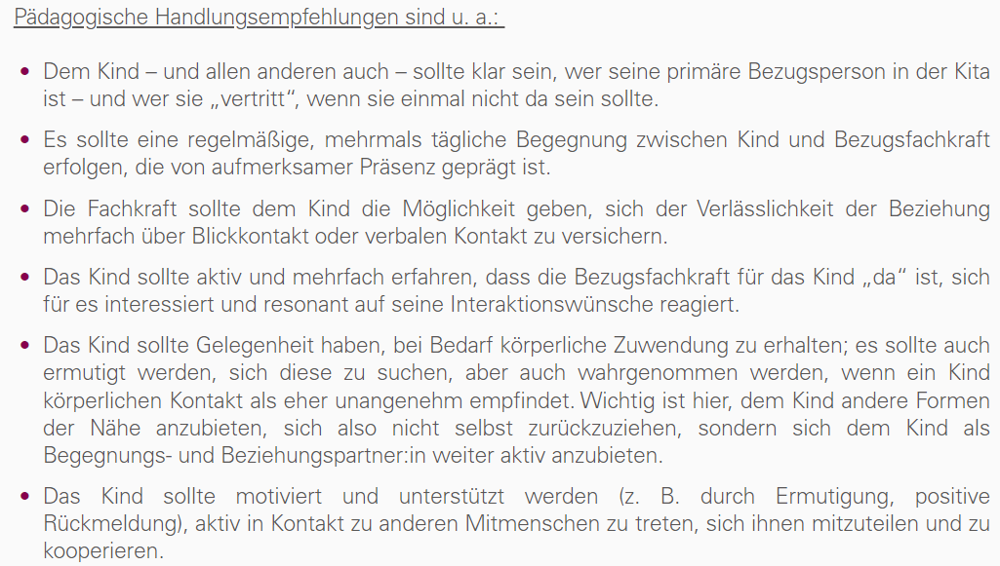 Pädagogische Handlungsempfehlungen sind u. a.:
• Dem Kind – und allen anderen auch – sollte klar sein, wer seine primäre Bezugsperson in der Kita
ist – und wer sie „vertritt“, wenn sie einmal nicht da sein sollte.
• Es sollte eine regelmäßige, mehrmals tägliche Begegnung zwischen Kind und Bezugsfachkraft
erfolgen, die von aufmerksamer Präsenz geprägt ist.
• Die Fachkraft sollte dem Kind die Möglichkeit geben, sich der Verlässlichkeit der Beziehung
mehrfach über Blickkontakt oder verbalen Kontakt zu versichern.
• Das Kind sollte aktiv und mehrfach erfahren, dass die Bezugsfachkraft für das Kind „da“ ist, sich
für es interessiert und resonant auf seine Interaktionswünsche reagiert.
• Das Kind sollte Gelegenheit haben, bei Bedarf körperliche Zuwendung zu erhalten; es sollte auch
ermutigt werden, sich diese zu suchen, aber auch wahrgenommen werden, wenn ein Kind
körperlichen Kontakt als eher unangenehm empfindet. Wichtig ist hier, dem Kind andere Formen
der Nähe anzubieten, sich also nicht selbst zurückzuziehen, sondern sich dem Kind als
Begegnungs- und Beziehungspartner:in weiter aktiv anzubieten.
• Das Kind sollte motiviert und unterstützt werden (z. B. durch Ermutigung, positive
Rückmeldung), aktiv in Kontakt zu anderen Mitmenschen zu treten, sich ihnen mitzuteilen und zu
kooperieren.